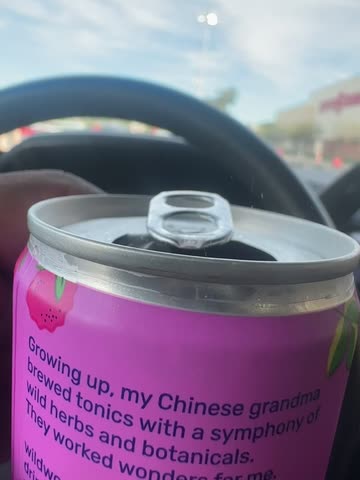 Growing up, my Chinese grandma
brewed tonics with a symphony of
wild herbs and botanicals.
They worked wonders for me.